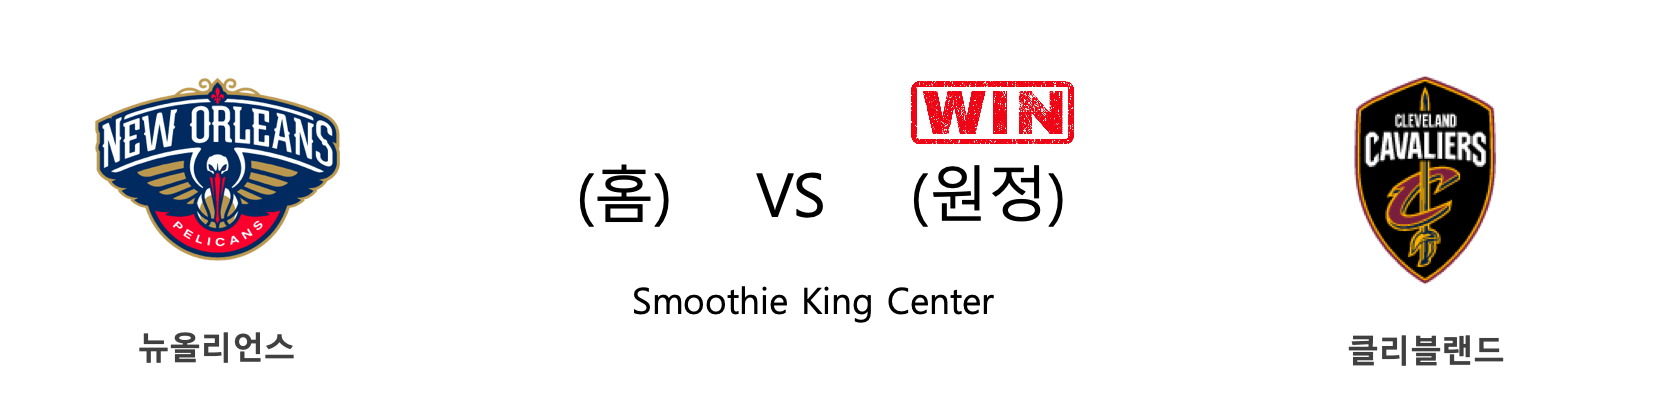 NEW ORLEANS
PELICANS
WIN
(홈) VS (원정)
Smoothie King Center
CLEVELAND
CAVALIERS
C
뉴올리언스
클리블랜드